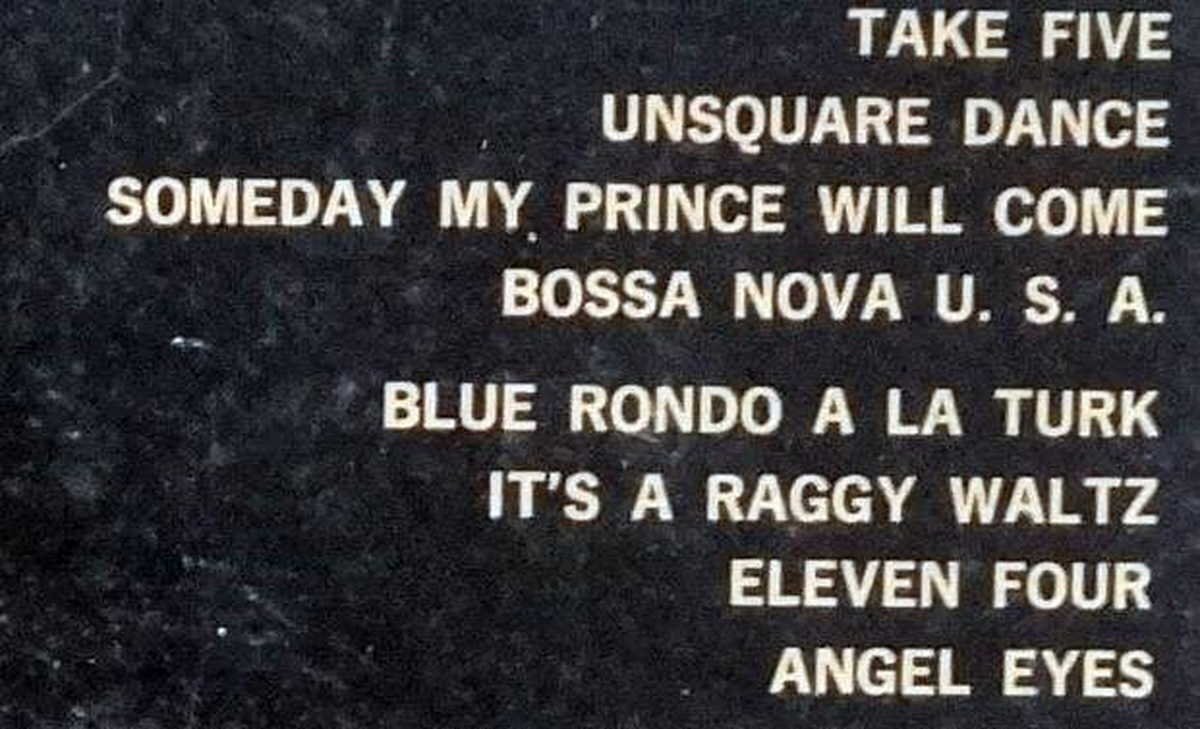 TAKE FIVE
UNSQUARE DANCE
SOMEDAY MY PRINCE WILL COME
BOSSA NOVA U. S. A.
BLUE RONDO A LA TURK
IT'S A RAGGY WALTZ
ELEVEN FOUR
ANGEL EYES